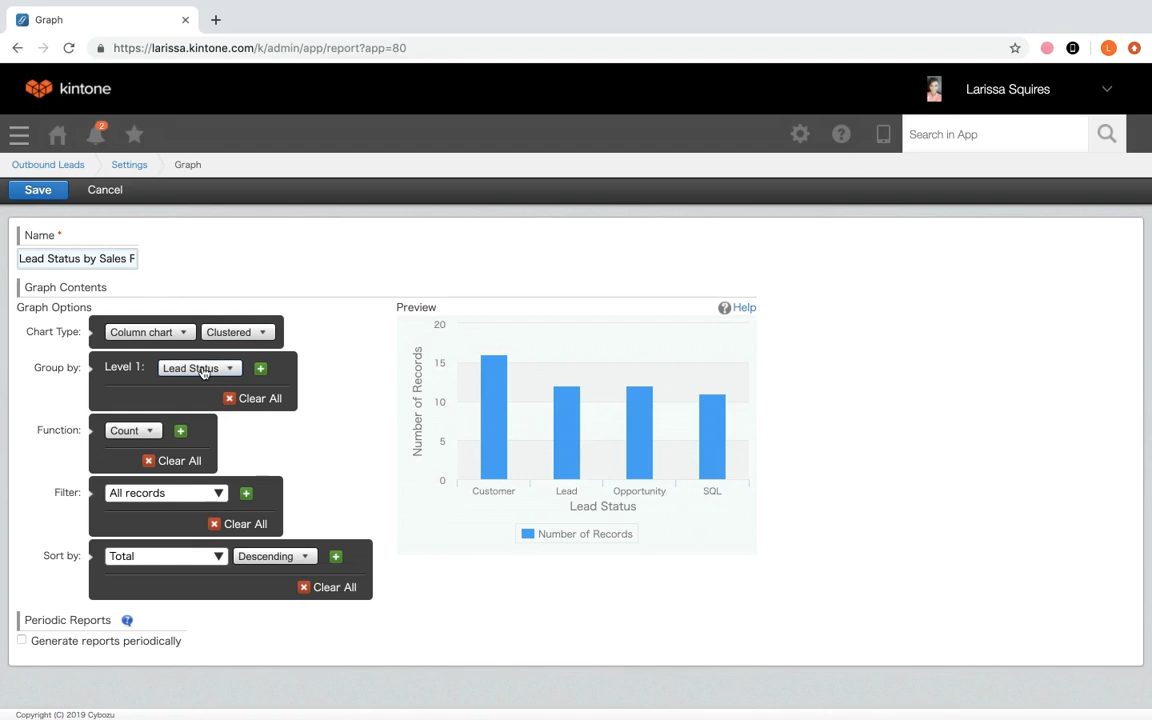 Graph
https://larissa.kintone.com/k/admin/app/report?app=80
L
kintone
Larissa Squires
2
Search in App
Outbound Leads
Settings
Graph
Save
Cancel
Name *
Lead Status by Sales R
Graph Contents
Graph Options
Chart Type:
Column chart
Clustered
Group by:
Level 1:
Lead Status
Clear All
Function:
Count
Clear All
Filter:
All records
Clear All
Sort by:
Total
Descending
Clear All
Periodic Reports
Generate reports periodically
Preview
Help
20
15
10
5
0
Number of Records
Customer
Lead
Opportunity
SQL
Lead Status
Number of Records
Copyright (C) 2019 Cybozu